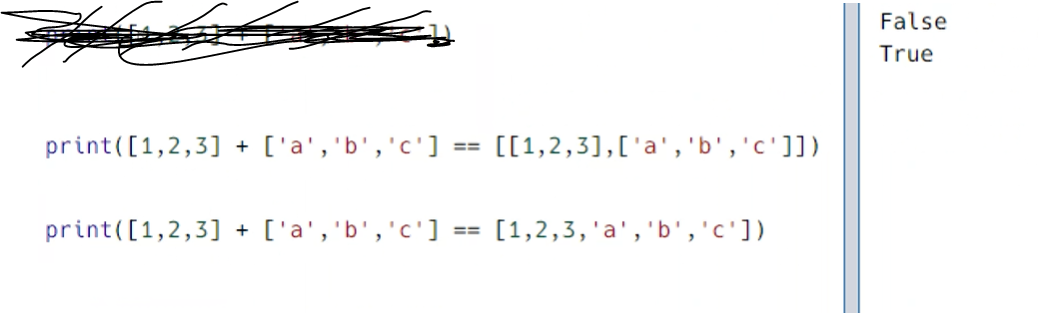 False
True
print([1,2,3] + ['a','b','c'] == [[1,2,3],['a','b','c']])
print([1,2,3] + ['a','b','c'] == [1,2,3,'a','b','c'])